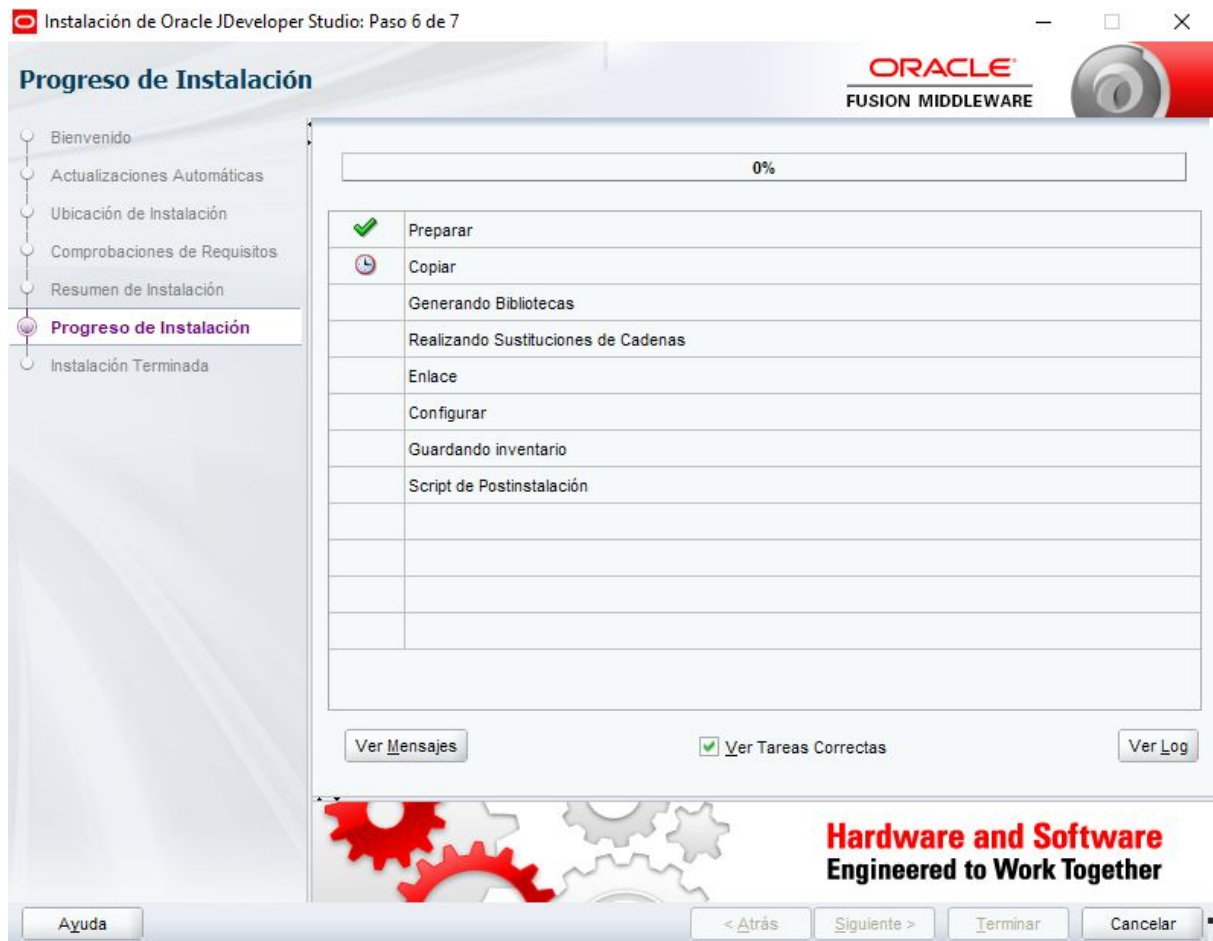 Instalación de Oracle JDeveloper Studio: Paso 6 de 7
Progreso de Instalación
ORACLE
FUSION MIDDLEWARE
Bienvenido
Actualizaciones Automáticas
Ubicación de Instalación
Comprobaciones de Requisitos
Resumen de Instalación
Progreso de Instalación
Instalación Terminada
0%
Preparar
Copiar
Generando Bibliotecas
Realizando Sustituciones de Cadenas
Enlace
Configurar
Guardando inventario
Script de Postinstalación
Ver Mensajes
Ver Tareas Correctas
Ver Log
Hardware and Software
Engineered to Work Together
Ayuda
< Atrás
Siguiente >
Terminar
Cancelar